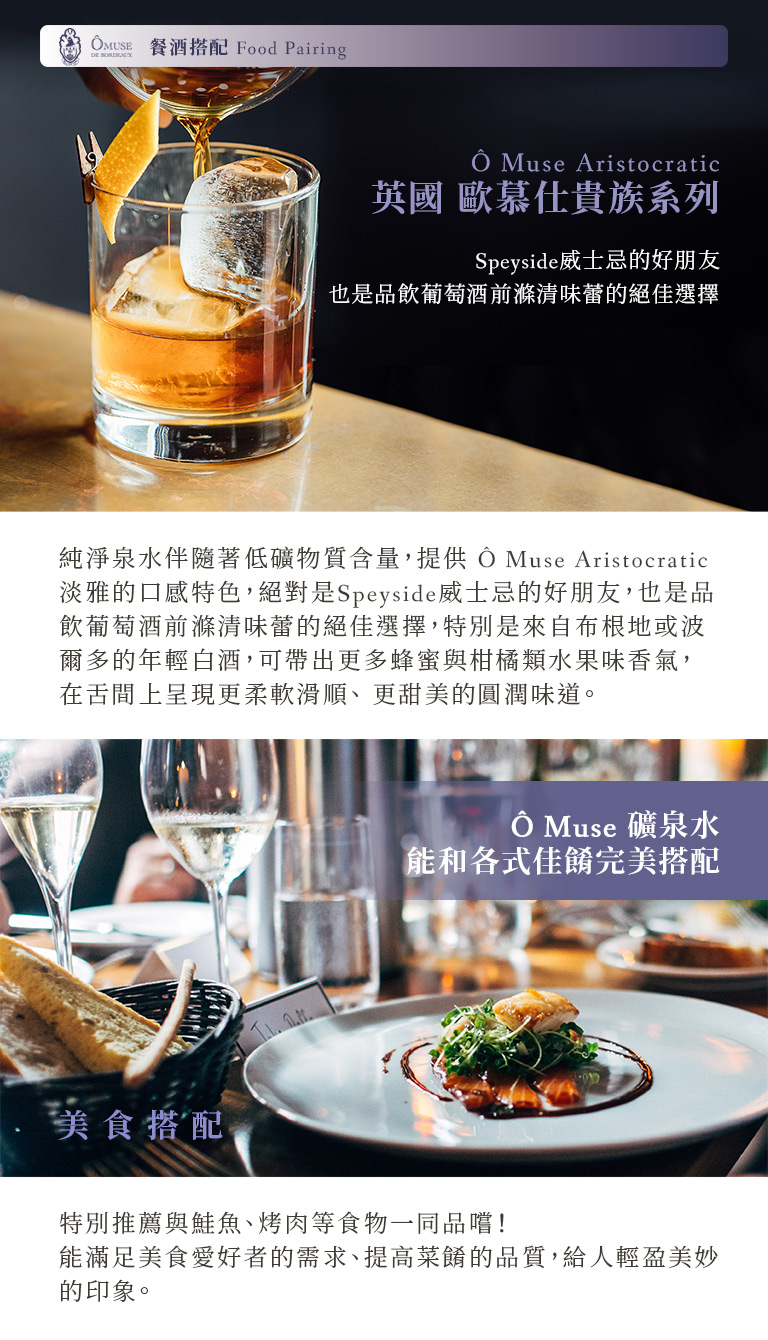 ÔMUSE
DE BORDEAUX
餐酒搭配 Food Pairing
Ô Muse Aristocratic
英國 歐慕仕貴族系列
Speyside威士忌的好朋友
也是品飲葡萄酒前滌清味蕾的絕佳選擇
純淨泉水伴隨著低礦物質含量，提供 Ô Muse Aristocratic
淡雅的口感特色，絕對是Speyside威士忌的好朋友，也是品
飲葡萄酒前滌清味蕾的絕佳選擇，特別是來自布根地或波
爾多的年輕白酒，可帶出更多蜂蜜與柑橘類水果味香氣，
在舌間上呈現更柔軟滑順、更甜美的圓潤味道。
Ô Muse 礦泉水
能和各式佳餚完美搭配
美食搭配
特別推薦與鮭魚、烤肉等食物一同品嚐！
能滿足美食愛好者的需求、提高菜餚的品質，給人輕盈美妙
的印象。